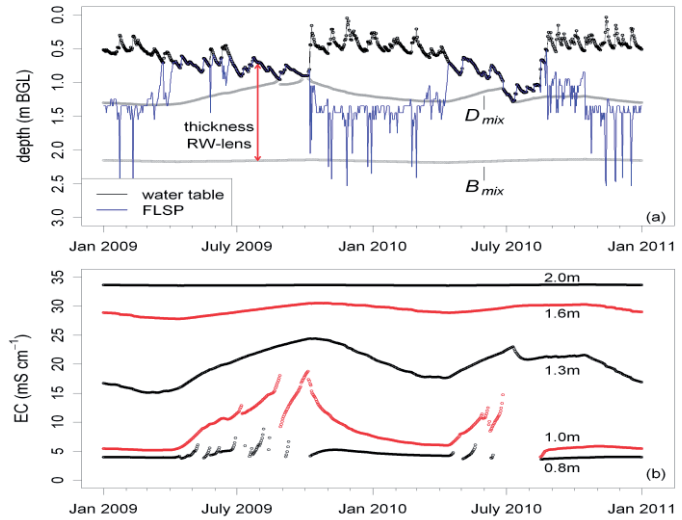 0.0
0.5
1.0
1.5
2.0
2.5
3.0
depth (m BGL)
thickness
RW-lens
D mix
B mix
water table
FLSP
(a)
Jan 2009
July 2009
Jan 2010
July 2010
Jan 2011
35
30
25
20
15
10
5
0
EC (mS cm⁻¹)
2.0m
1.6m
1.3m
1.0m
0.8m
(b)
Jan 2009
July 2009
Jan 2010
July 2010
Jan 2011